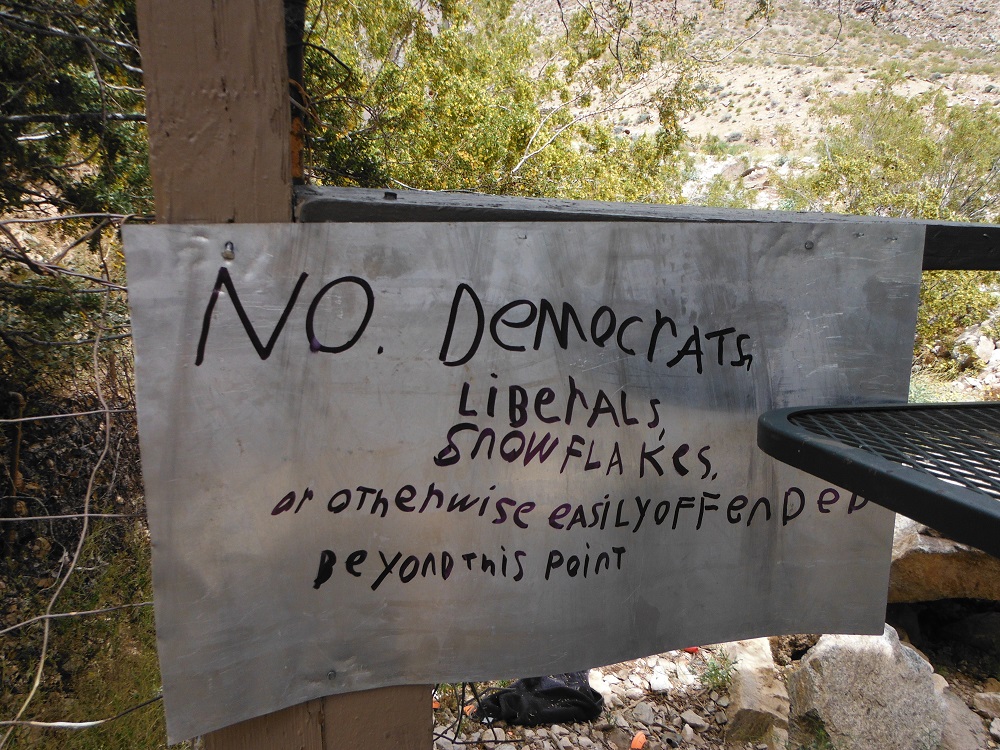 NO. DemocrATs,
LiBerALs,
SnowFLAKes,
or otherwise eASiLy oFFenDeD
BeyonD This Point